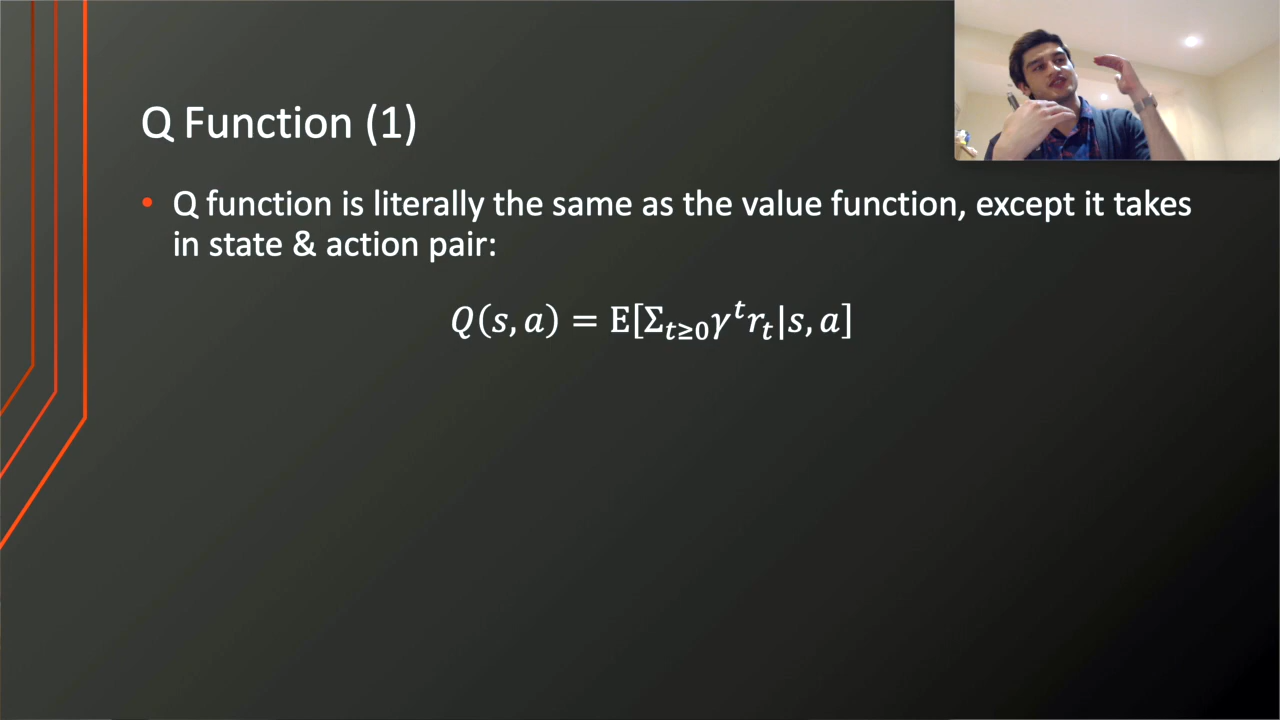 Q Function (1)
• Q function is literally the same as the value function, except it takes
in state & action pair:
𝑄(𝑠, 𝑎) = E[Σ_{𝑡≥0}𝛾^𝑡𝑟_𝑡|𝑠, 𝑎]